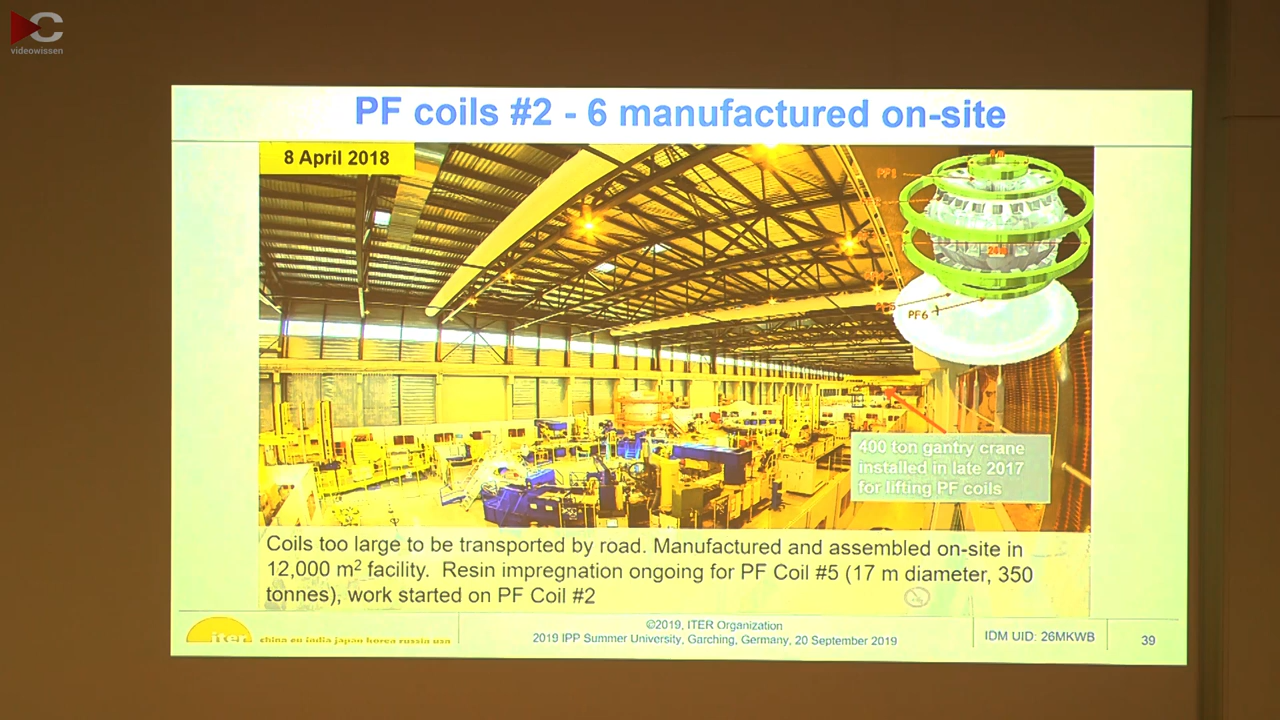 videowissen
PF coils #2 - 6 manufactured on-site
8 April 2018
PF1
24 m
PF6
400 ton gantry crane
installed in late 2017
for lifting PF coils
Coils too large to be transported by road. Manufactured and assembled on-site in
12,000 m² facility. Resin impregnation ongoing for PF Coil #5 (17 m diameter, 350
tonnes), work started on PF Coil #2
iter
china eu india japan korea russia usa
©2019, ITER Organization
2019 IPP Summer University, Garching, Germany, 20 September 2019
IDM UID: 26MKWB
39